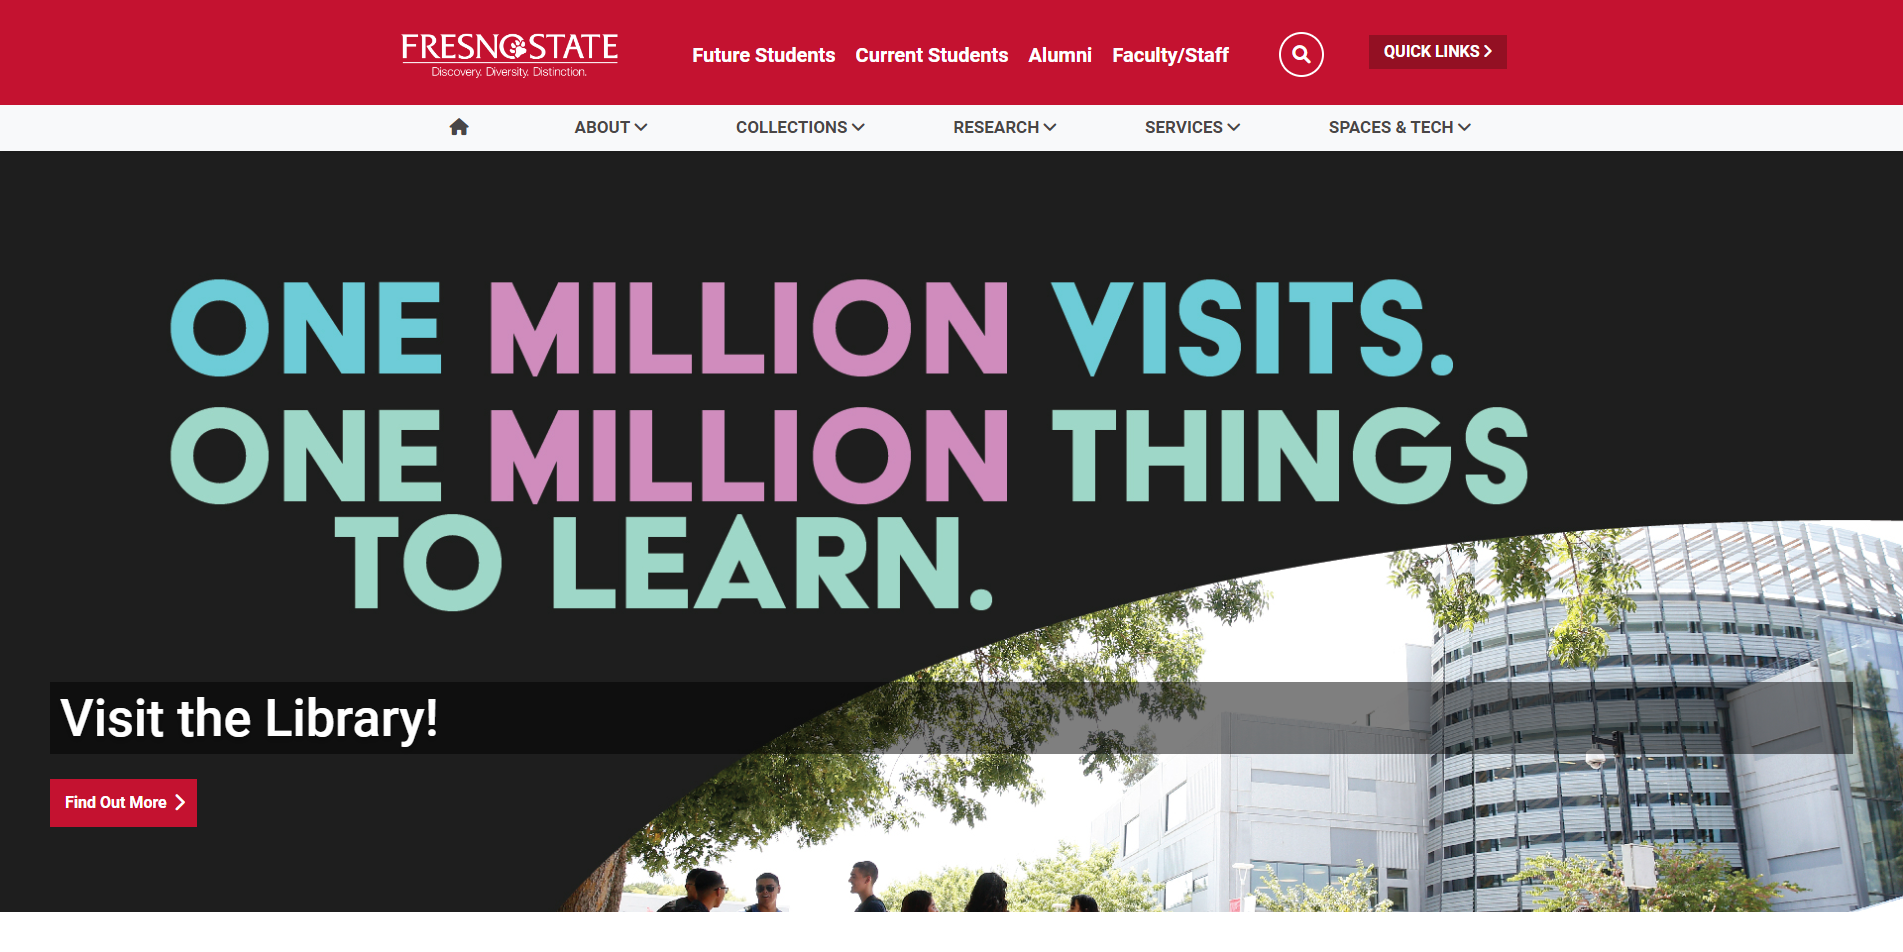 FRESNO STATE
Discovery. Diversity. Distinction.
Future Students Current Students Alumni Faculty/Staff
QUICK LINKS
ABOUT COLLECTIONS RESEARCH SERVICES SPACES & TECH
ONE MILLION VISITS.
ONE MILLION THINGS
TO LEARN.
Visit the Library!
Find Out More